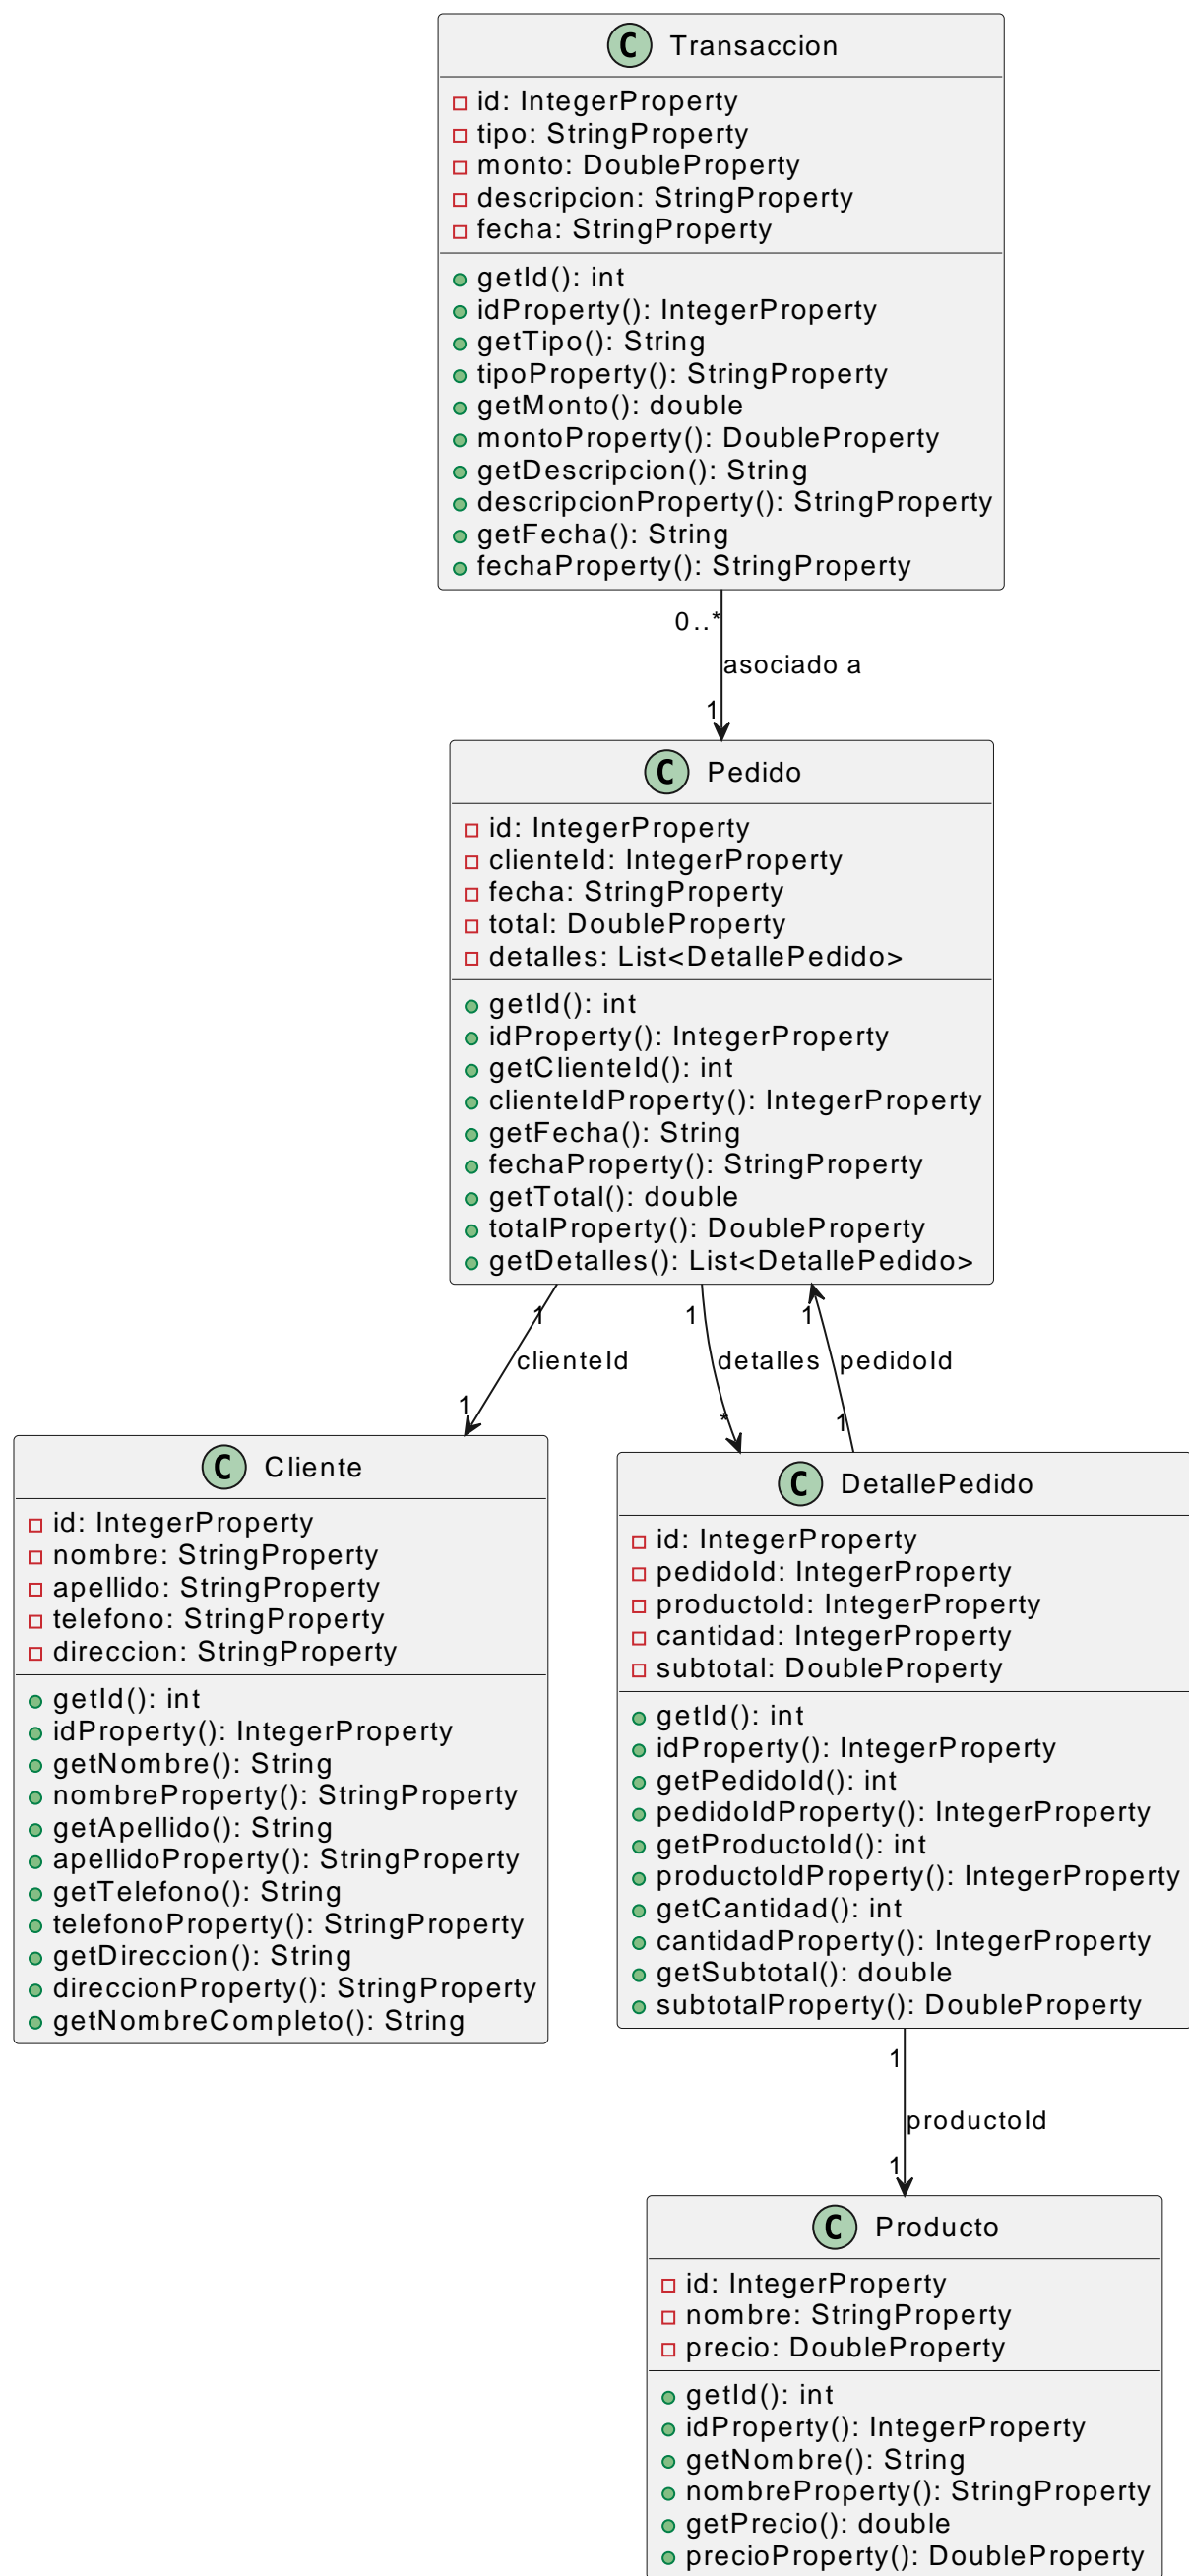 C Transaccion
id: IntegerProperty
tipo: StringProperty
monto: DoubleProperty
descripcion: StringProperty
fecha: StringProperty
getId(): int
idProperty(): IntegerProperty
getTipo(): String
tipoProperty(): StringProperty
getMonto(): double
montoProperty(): DoubleProperty
getDescripcion(): String
descripcionProperty(): StringProperty
getFecha(): String
fechaProperty(): StringProperty
0..*
asociado a
1
C Pedido
id: IntegerProperty
clienteId: IntegerProperty
fecha: StringProperty
total: DoubleProperty
detalles: List<DetallePedido>
getId(): int
idProperty(): IntegerProperty
getClienteId(): int
clienteIdProperty(): IntegerProperty
getFecha(): String
fechaProperty(): StringProperty
getTotal(): double
totalProperty(): DoubleProperty
getDetalles(): List<DetallePedido>
1 1 1
clienteId detalles pedidoId
1 * 1
C Cliente
id: IntegerProperty
nombre: StringProperty
apellido: StringProperty
telefono: StringProperty
direccion: StringProperty
getId(): int
idProperty(): IntegerProperty
getNombre(): String
nombreProperty(): StringProperty
getApellido(): String
apellidoProperty(): StringProperty
getTelefono(): String
telefonoProperty(): StringProperty
getDireccion(): String
direccionProperty(): StringProperty
getNombreCompleto(): String
C DetallePedido
id: IntegerProperty
pedidoId: IntegerProperty
productoId: IntegerProperty
cantidad: IntegerProperty
subtotal: DoubleProperty
getId(): int
idProperty(): IntegerProperty
getPedidoId(): int
pedidoIdProperty(): IntegerProperty
getProductoId(): int
productoIdProperty(): IntegerProperty
getCantidad(): int
cantidadProperty(): IntegerProperty
getSubtotal(): double
subtotalProperty(): DoubleProperty
1
productoId
1
C Producto
id: IntegerProperty
nombre: StringProperty
precio: DoubleProperty
getId(): int
idProperty(): IntegerProperty
getNombre(): String
nombreProperty(): StringProperty
getPrecio(): double
precioProperty(): DoubleProperty